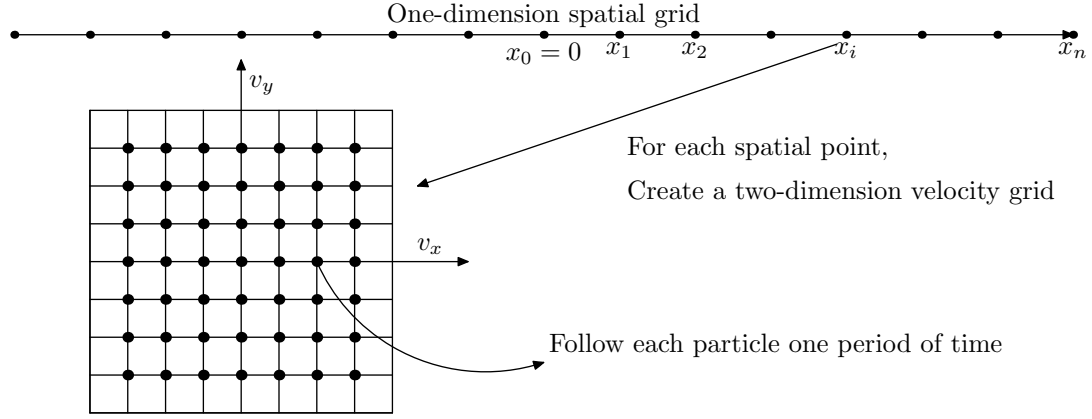 One-dimension spatial grid
x₀ = 0 x₁ x₂ xᵢ xₙ
v_y
For each spatial point,
Create a two-dimension velocity grid
vₓ
Follow each particle one period of time